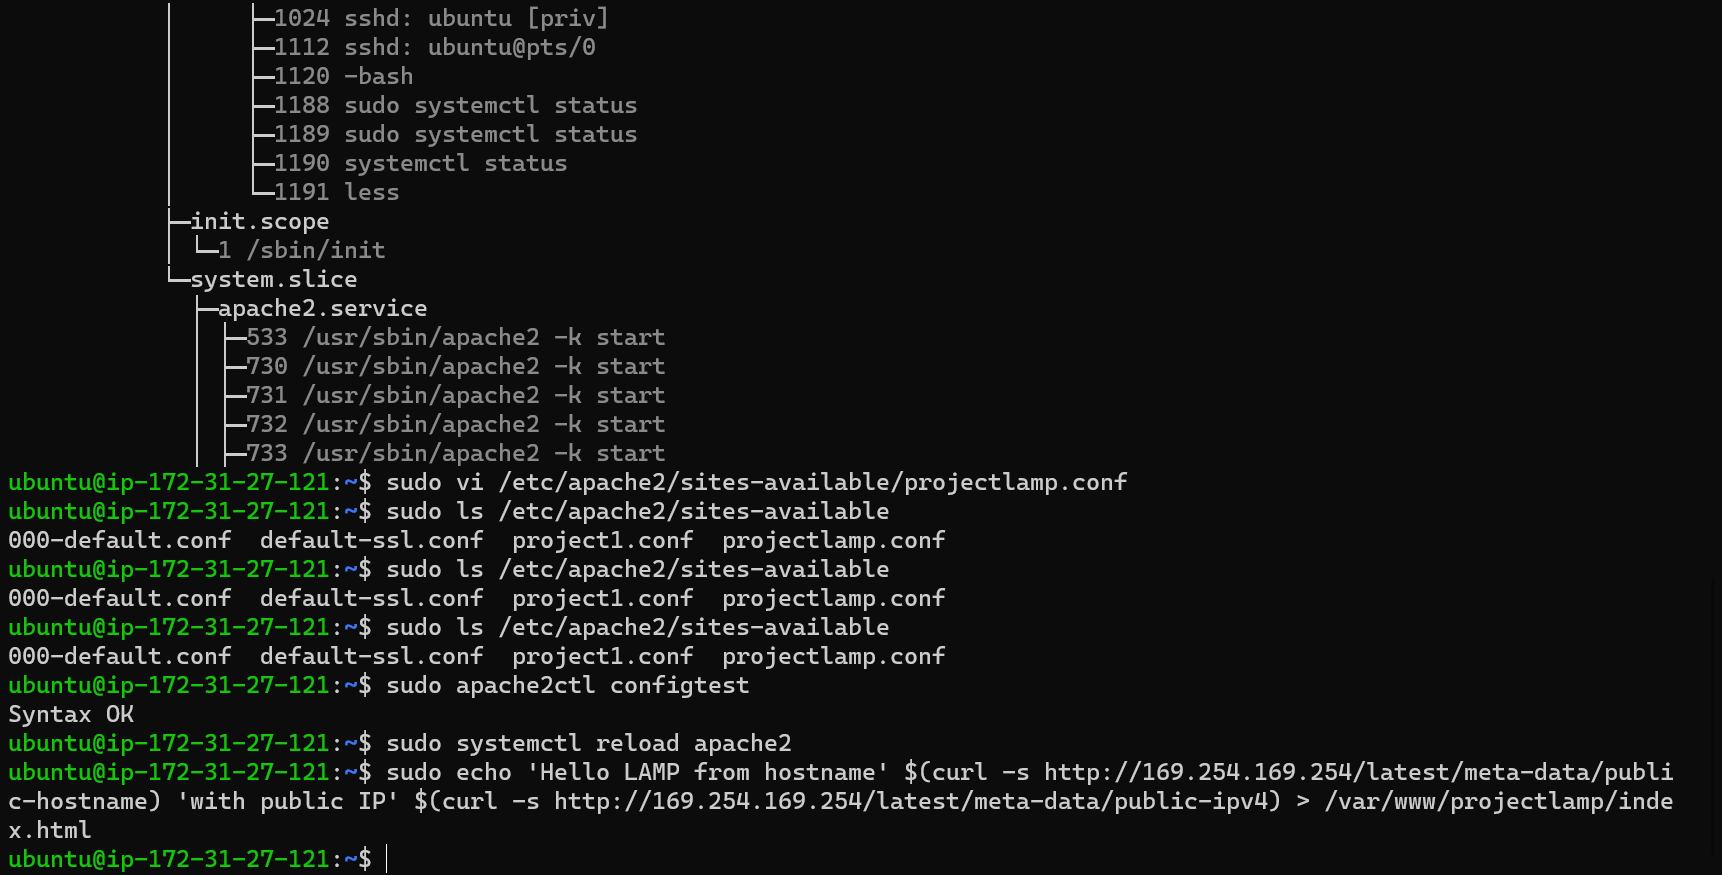 ├─1024 sshd: ubuntu [priv]
├─1112 sshd: ubuntu@pts/0
├─1120 -bash
├─1188 sudo systemctl status
├─1189 sudo systemctl status
├─1190 systemctl status
└─1191 less
├─init.scope
│ └─1 /sbin/init
└─system.slice
├─apache2.service
│ ├─533 /usr/sbin/apache2 -k start
│ ├─730 /usr/sbin/apache2 -k start
│ ├─731 /usr/sbin/apache2 -k start
│ ├─732 /usr/sbin/apache2 -k start
│ ├─733 /usr/sbin/apache2 -k start
ubuntu@ip-172-31-27-121:~$ sudo vi /etc/apache2/sites-available/projectlamp.conf
ubuntu@ip-172-31-27-121:~$ sudo ls /etc/apache2/sites-available
000-default.conf  default-ssl.conf  project1.conf  projectlamp.conf
ubuntu@ip-172-31-27-121:~$ sudo ls /etc/apache2/sites-available
000-default.conf  default-ssl.conf  project1.conf  projectlamp.conf
ubuntu@ip-172-31-27-121:~$ sudo ls /etc/apache2/sites-available
000-default.conf  default-ssl.conf  project1.conf  projectlamp.conf
ubuntu@ip-172-31-27-121:~$ sudo apache2ctl configtest
Syntax OK
ubuntu@ip-172-31-27-121:~$ sudo systemctl reload apache2
ubuntu@ip-172-31-27-121:~$ sudo echo 'Hello LAMP from hostname' $(curl -s http://169.254.169.254/latest/meta-data/publi
c-hostname) 'with public IP' $(curl -s http://169.254.169.254/latest/meta-data/public-ipv4) > /var/www/projectlamp/inde
x.html
ubuntu@ip-172-31-27-121:~$